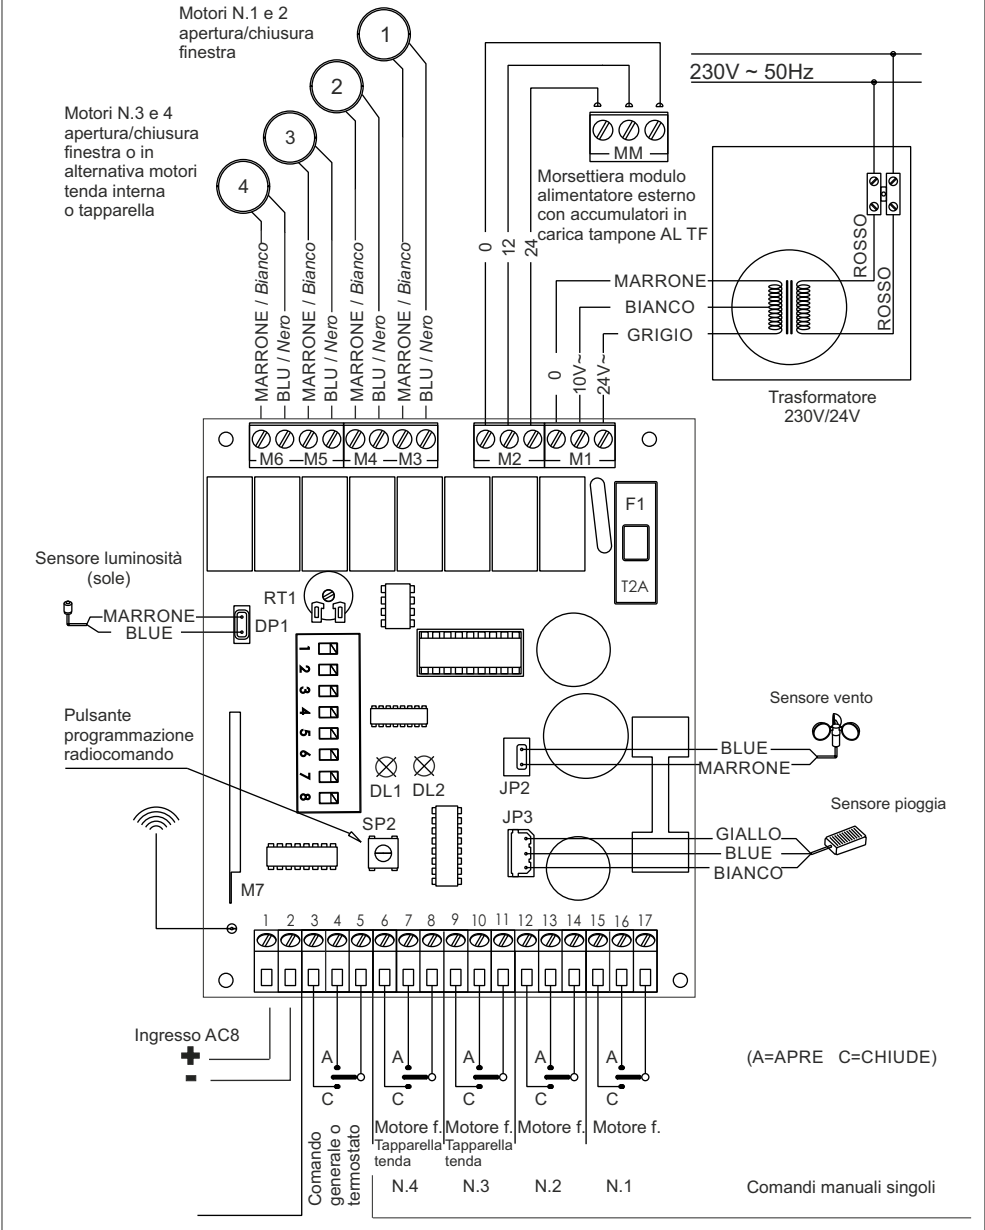 Motori N.1 e 2
apertura/chiusura
finestra
1
2
3
4
Motori N.3 e 4
apertura/chiusura
finestra o in
alternativa motori
tenda interna
o tapparella
230V ~ 50Hz
MM
Morsettiera modulo
alimentatore esterno
con accumulatori in
carica tampone AL TF
0
12
24
MARRONE
BIANCO
GRIGIO
ROSSO
ROSSO
0
10V~
24V~
Trasformatore
230V/24V
MARRONE / Bianco
BLU / Nero
MARRONE / Bianco
BLU / Nero
MARRONE / Bianco
BLU / Nero
MARRONE / Bianco
BLU / Nero
M6
M5
M4
M3
M2
M1
F1
T2A
Sensore luminosità
(sole)
MARRONE
BLUE
DP1
RT1
1
2
3
4
5
6
7
8
Pulsante
programmazione
radiocomando
DL1
DL2
SP2
JP2
JP3
Sensore vento
BLUE
MARRONE
Sensore pioggia
GIALLO
BLUE
BIANCO
M7
1 2 3 4 5 6 7 8 9 10 11 12 13 14 15 16 17
Ingresso AC8
+
-
A
C
A
C
A
C
A
C
A
C
(A=APRE C=CHIUDE)
Comando
generale o
termostato
Motore f.
Tapparella
tenda
N.4
Motore f.
Tapparella
tenda
N.3
Motore f.
N.2
Motore f.
N.1
Comandi manuali singoli